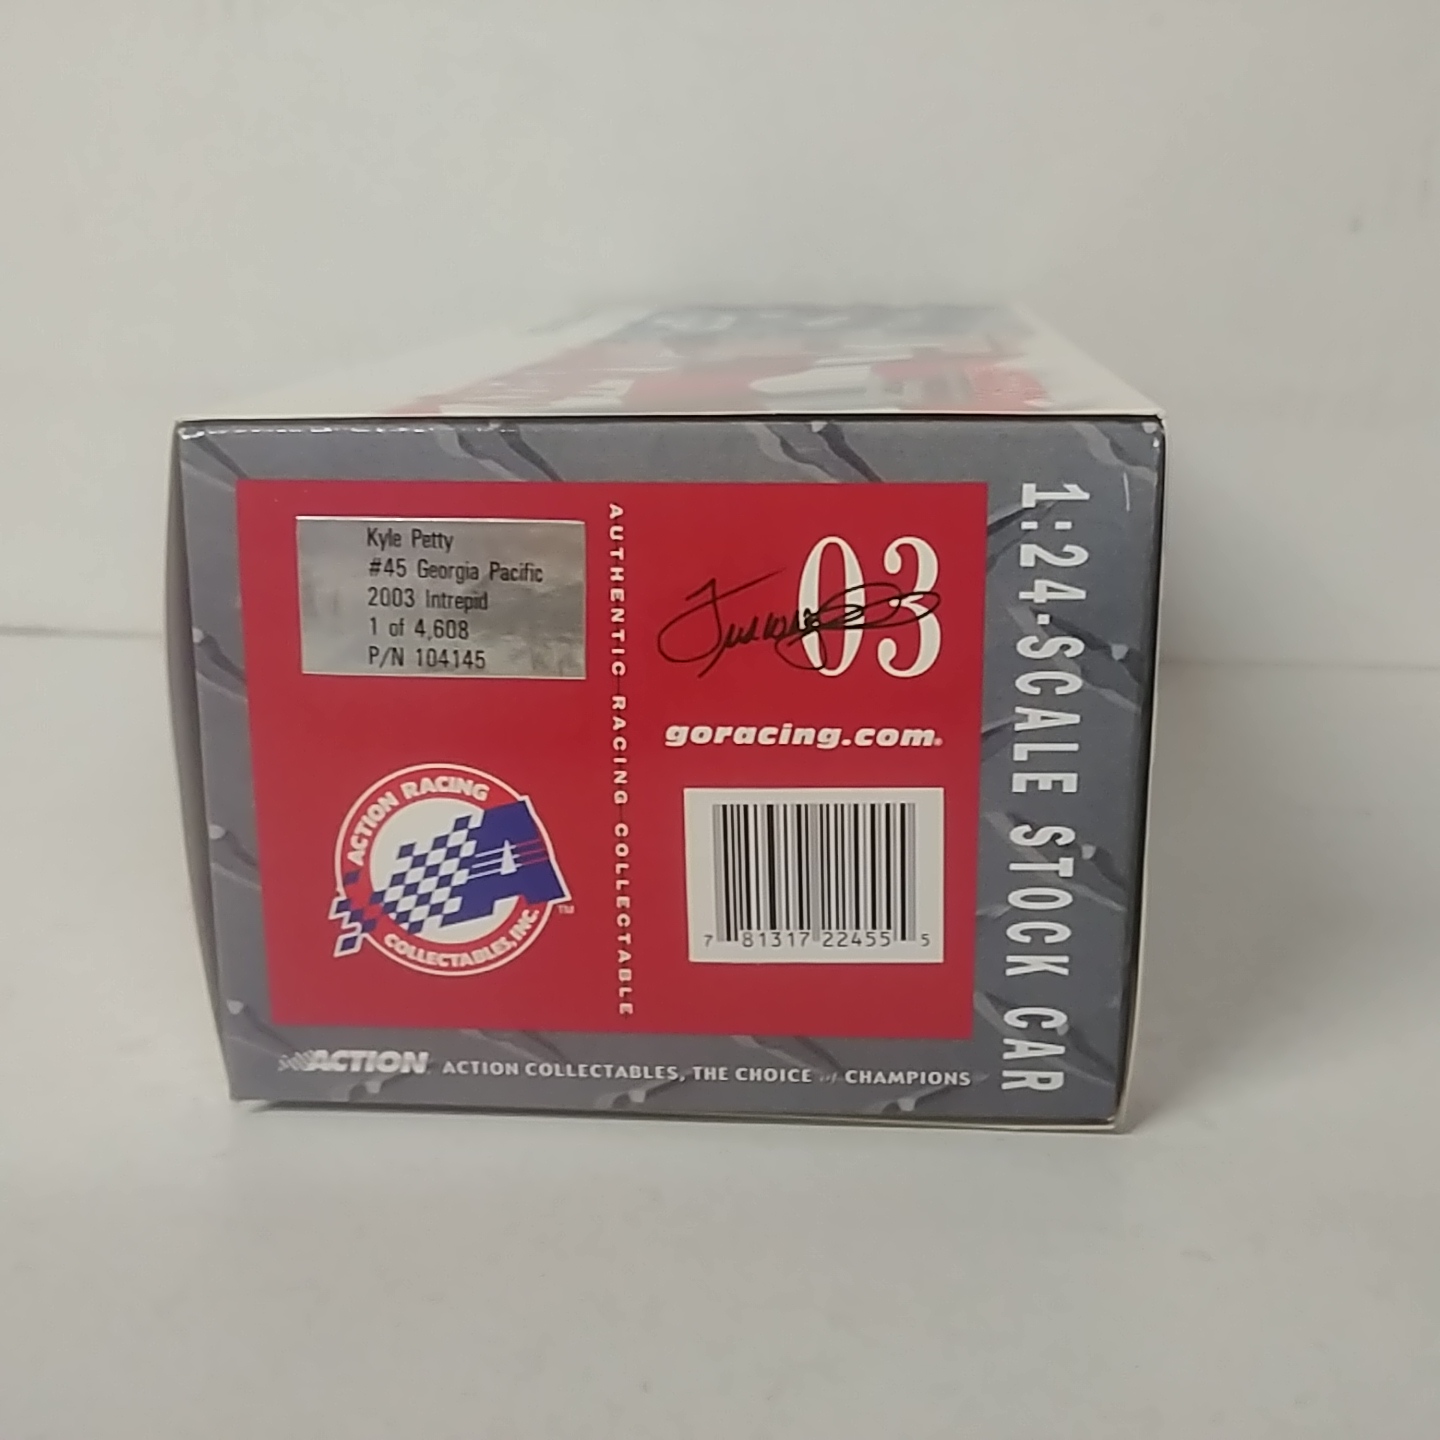 Kyle Petty
#45 Georgia Pacific
2003 Intrepid
1 of 4,608
P/N 104145
AUTHENTIC RACING COLLECTABLE
03
goracing.com
ACTION RACING
COLLECTABLES, INC.
TM
7 81317 22455 5
1:24-SCALE STOCK CAR
ACTION ACTION COLLECTABLES, THE CHOICE of CHAMPIONS